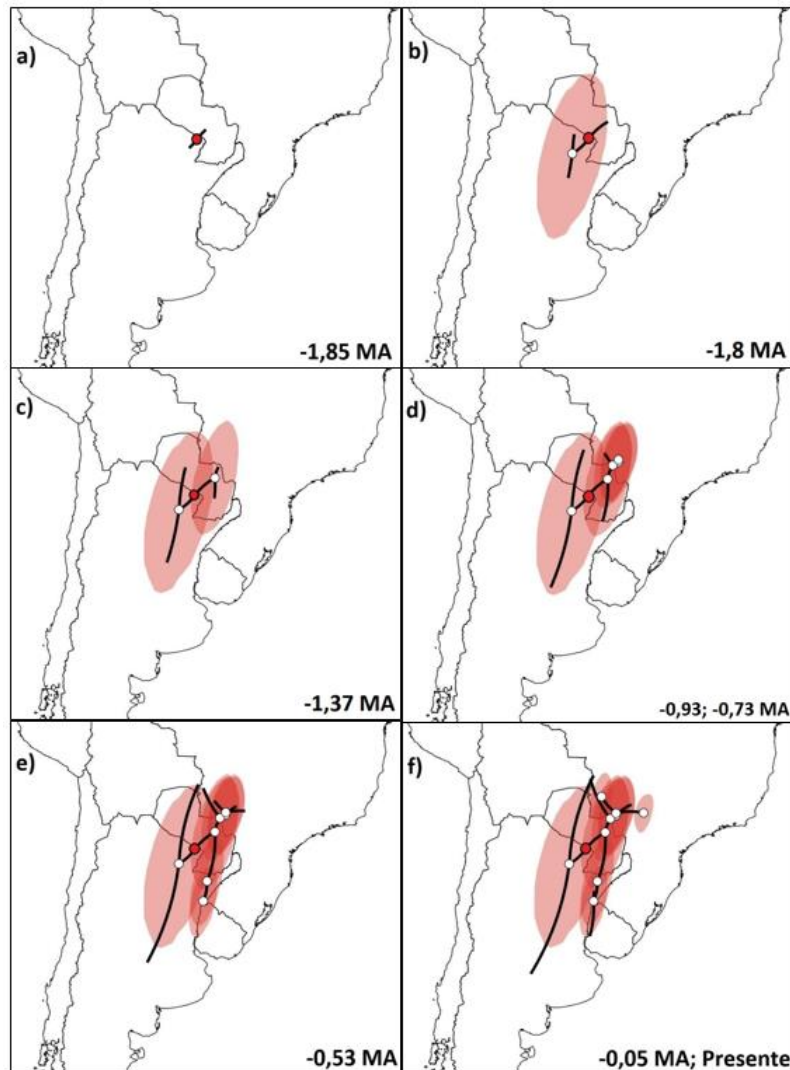 a)
-1,85 MA
b)
-1,8 MA
c)
-1,37 MA
d)
-0,93; -0,73 MA
e)
-0,53 MA
f)
-0,05 MA; Presente